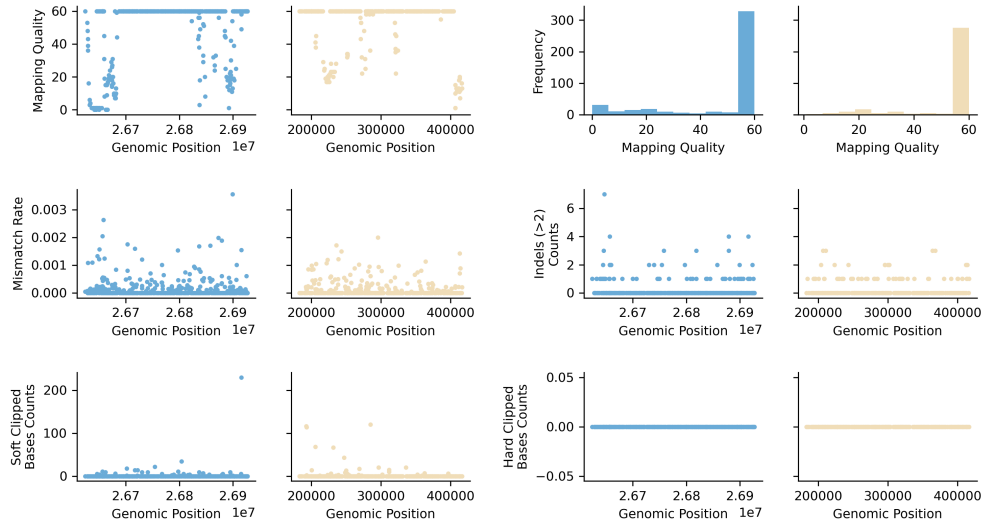 Mapping Quality
60
40
20
0
2.67 2.68 2.69
Genomic Position 1e7
200000 300000 400000
Genomic Position
Frequency
300
200
100
0
0 20 40 60
Mapping Quality
0 20 40 60
Mapping Quality
Mismatch Rate
0.003
0.002
0.001
0.000
2.67 2.68 2.69
Genomic Position 1e7
200000 300000 400000
Genomic Position
Indels (>2)
Counts
6
4
2
0
2.67 2.68 2.69
Genomic Position 1e7
200000 300000 400000
Genomic Position
Soft Clipped
Bases Counts
200
100
0
2.67 2.68 2.69
Genomic Position 1e7
200000 300000 400000
Genomic Position
Hard Clipped
Bases Counts
0.05
0.00
−0.05
2.67 2.68 2.69
Genomic Position 1e7
200000 300000 400000
Genomic Position